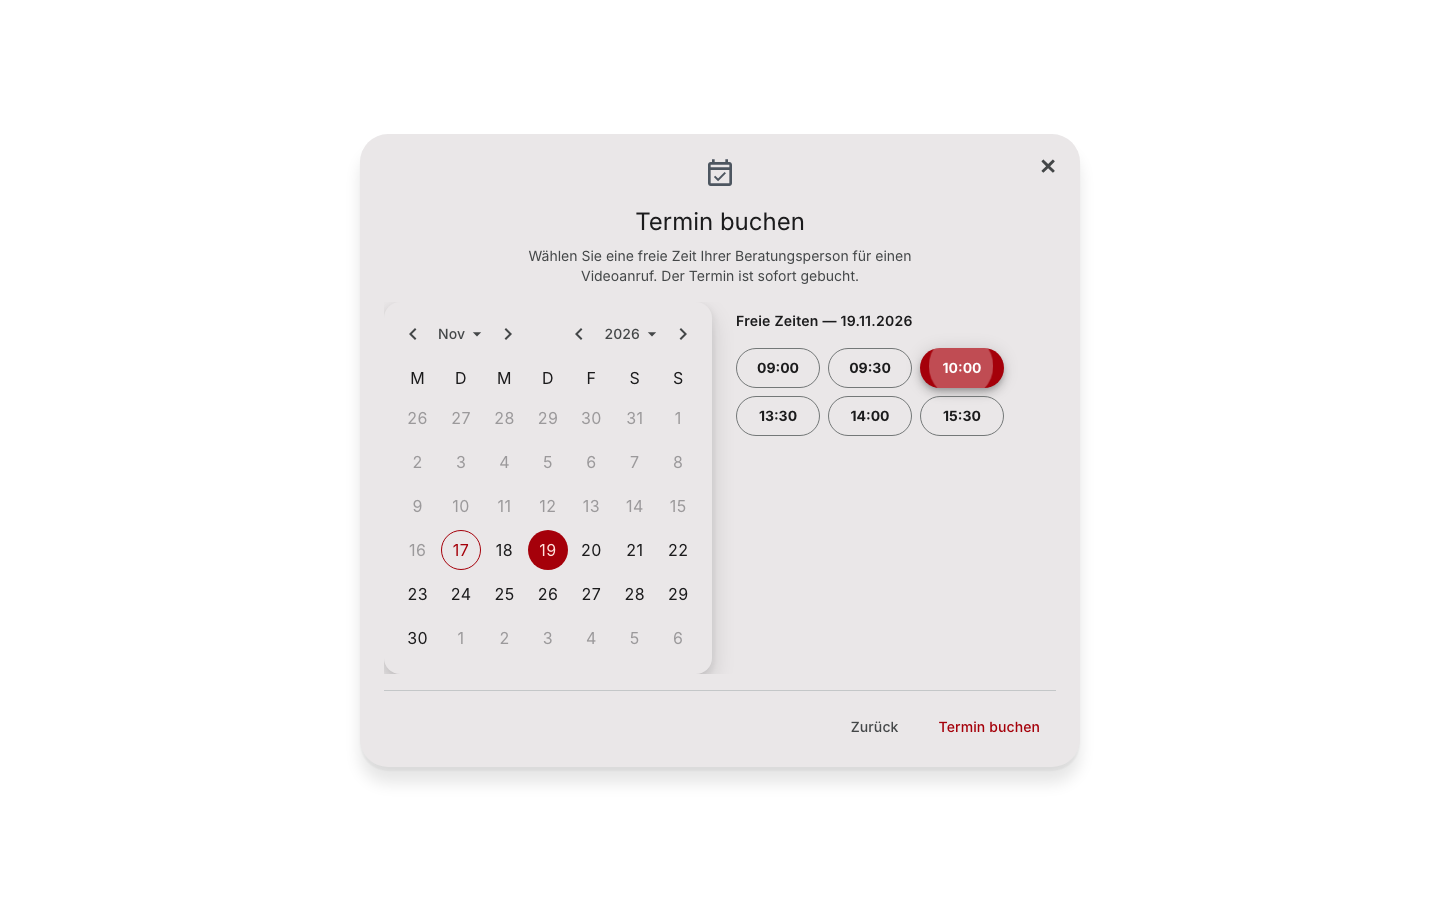 Termin buchen
Wählen Sie eine freie Zeit Ihrer Beratungsperson für einen
Videoanruf. Der Termin ist sofort gebucht.
Nov 2026
M D M D F S S
26 27 28 29 30 31 1
2 3 4 5 6 7 8
9 10 11 12 13 14 15
16 17 18 19 20 21 22
23 24 25 26 27 28 29
30 1 2 3 4 5 6
Freie Zeiten — 19.11.2026
09:00 09:30 10:00
13:30 14:00 15:30
Zurück Termin buchen